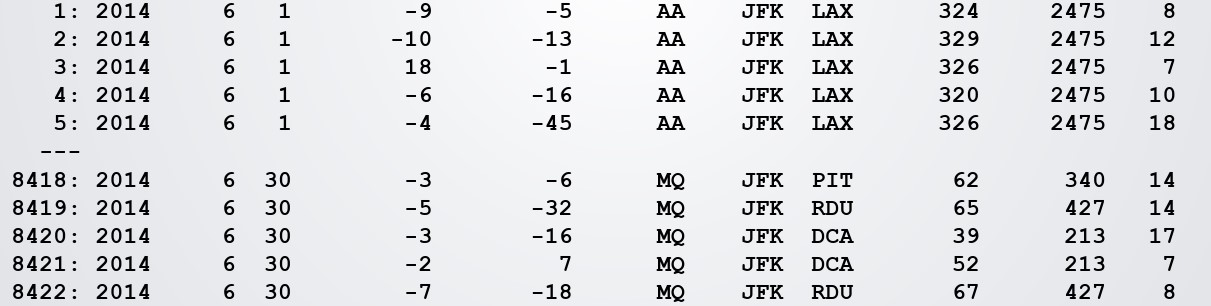 1: 2014 6 1 -9 -5 AA JFK LAX 324 2475 8
2: 2014 6 1 -10 -13 AA JFK LAX 329 2475 12
3: 2014 6 1 18 -1 AA JFK LAX 326 2475 7
4: 2014 6 1 -6 -16 AA JFK LAX 320 2475 10
5: 2014 6 1 -4 -45 AA JFK LAX 326 2475 18
---
8418: 2014 6 30 -3 -6 MQ JFK PIT 62 340 14
8419: 2014 6 30 -5 -32 MQ JFK RDU 65 427 14
8420: 2014 6 30 -3 -16 MQ JFK DCA 39 213 17
8421: 2014 6 30 -2 7 MQ JFK DCA 52 213 7
8422: 2014 6 30 -7 -18 MQ JFK RDU 67 427 8